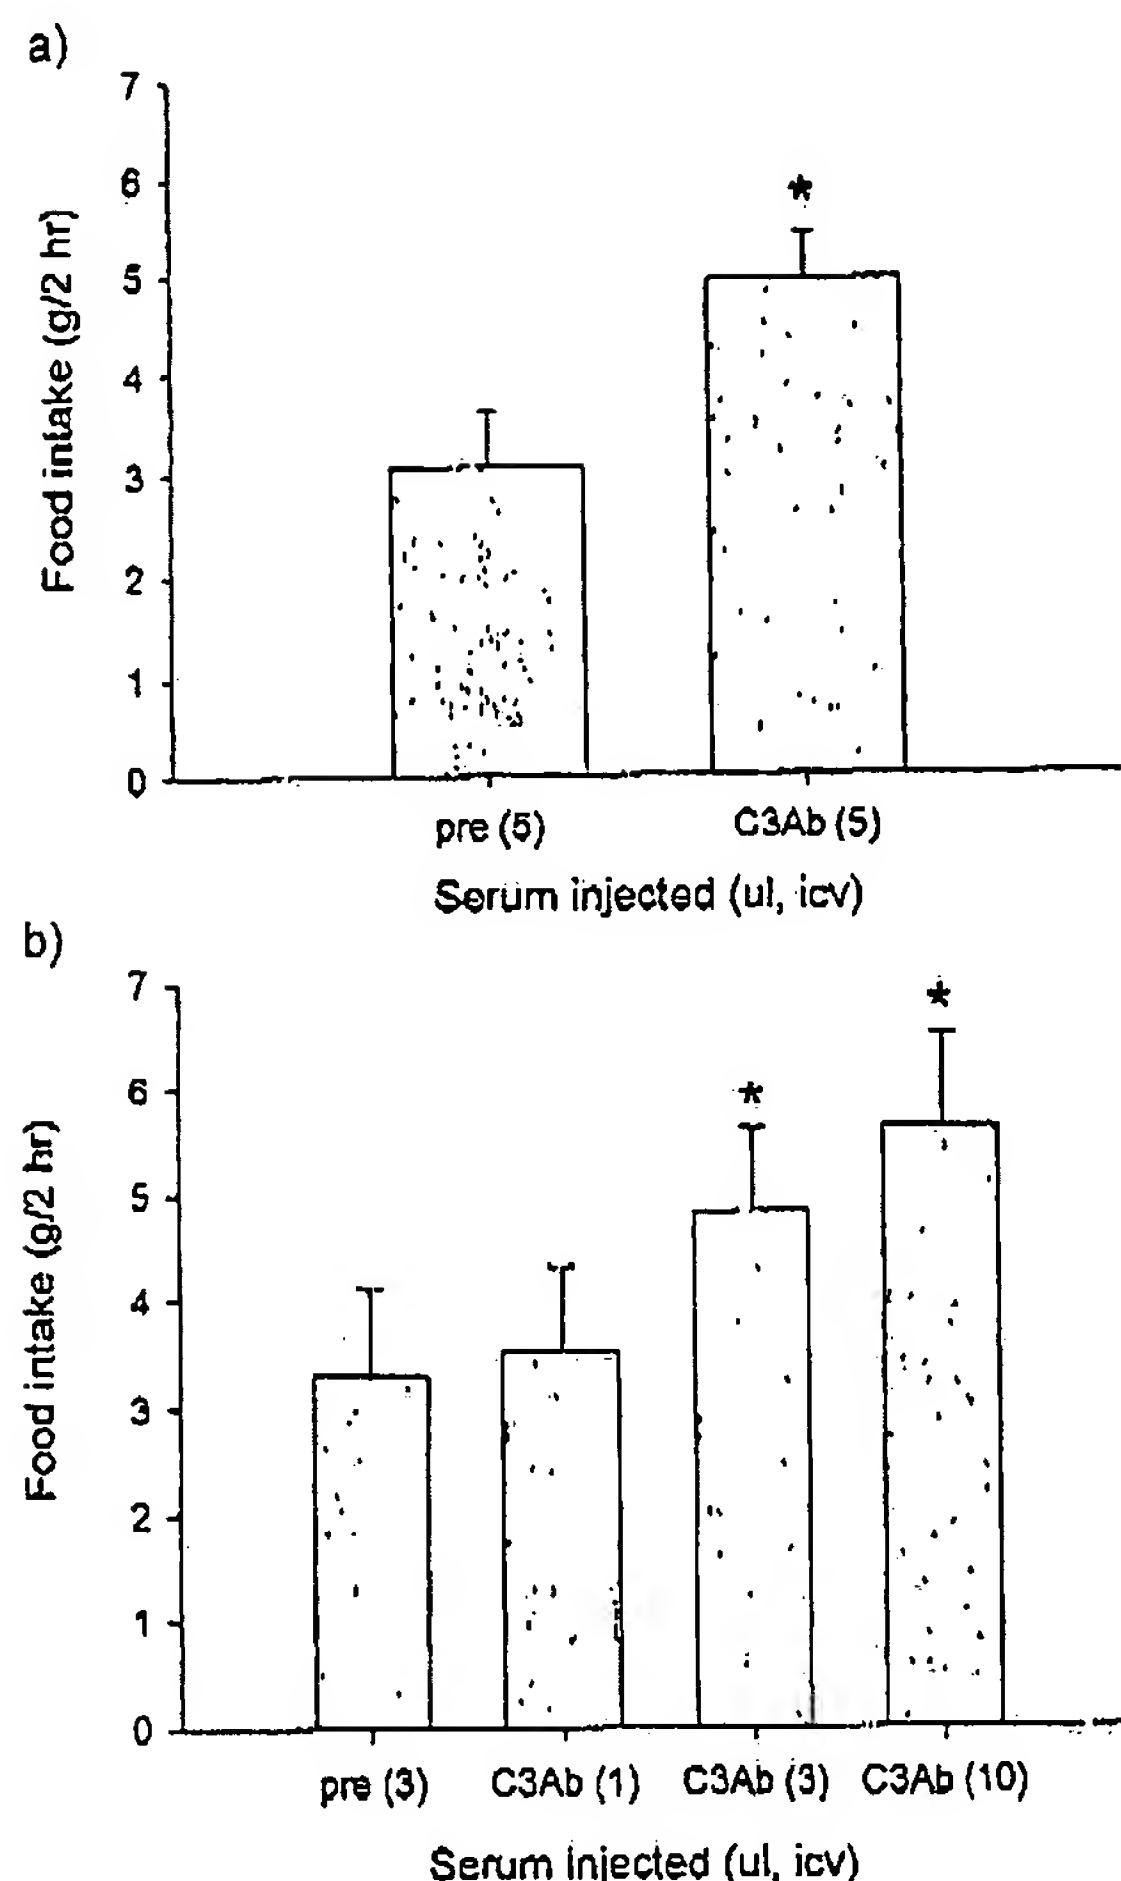 a)
7
6
5
4
3
2
1
0
Food intake (g/2 hr)
*
pre (5) C3Ab (5)
Serum injected (ul, icv)
b)
7
6
5
4
3
2
1
0
Food intake (g/2 hr)
* *
pre (3) C3Ab (1) C3Ab (3) C3Ab (10)
Serum injected (ul, icv)